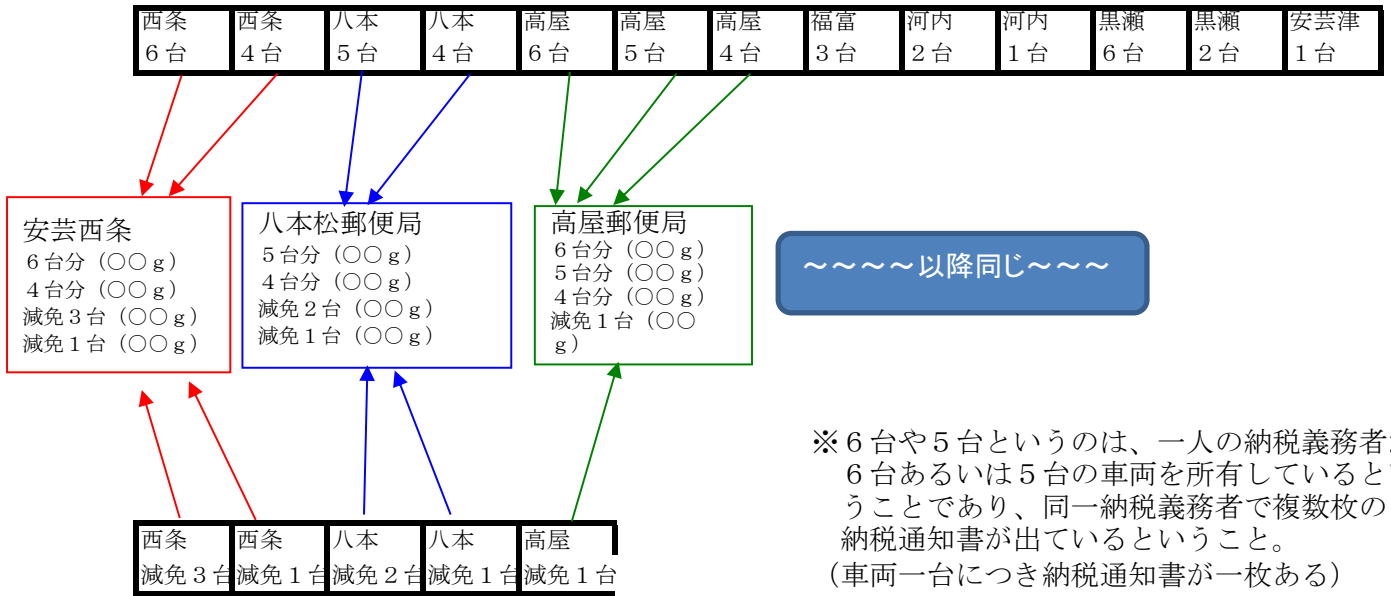 西条 西条 八本 八本 高屋 高屋 高屋 福富 河内 河内 黒瀬 黒瀬 安芸津
６台 ４台 ５台 ４台 ６台 ５台 ４台 ３台 ２台 １台 ６台 ２台 １台
安芸西条
６台分（○○ｇ）
４台分（○○ｇ）
減免３台（○○ｇ）
減免１台（○○ｇ）
八本松郵便局
５台分（○○ｇ）
４台分（○○ｇ）
減免２台（○○ｇ）
減免１台（○○ｇ）
高屋郵便局
６台分（○○ｇ）
５台分（○○ｇ）
４台分（○○ｇ）
減免１台（○○
ｇ）
～～～～以降同じ～～～
※６台や５台というのは、一人の納税義務者
６台あるいは５台の車両を所有していると
うことであり、同一納税義務者で複数枚の
納税通知書が出ているということ。
（車両一台につき納税通知書が一枚ある）
西条 西条 八本 八本 高屋
減免３台 減免１台 減免２台 減免１台 減免１台